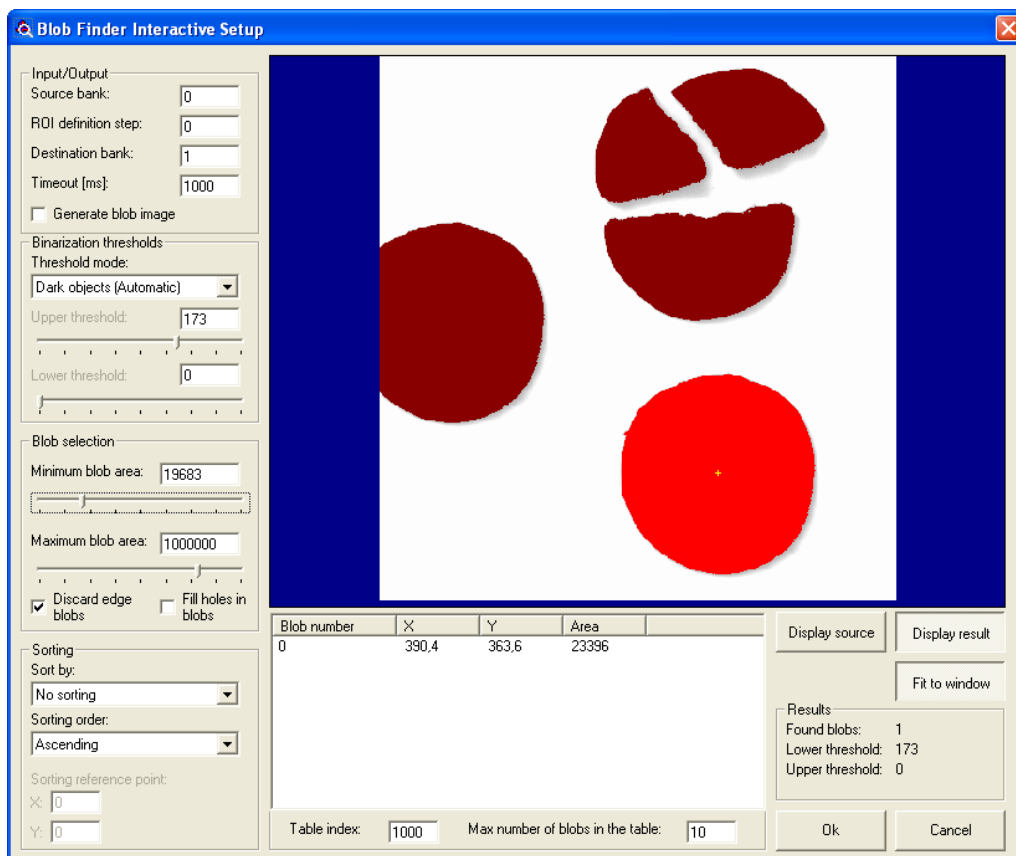 Blob Finder Interactive Setup
Input/Output
Source bank: 0
ROI definition step: 0
Destination bank: 1
Timeout [ms]: 1000
Generate blob image
Binarization thresholds
Threshold mode:
Dark objects (Automatic)
Upper threshold: 173
Lower threshold: 0
Blob selection
Minimum blob area: 19683
Maximum blob area: 1000000
Discard edge blobs
Fill holes in blobs
Sorting
Sort by:
No sorting
Sorting order:
Ascending
Sorting reference point:
X: 0
Y: 0
Blob number X Y Area
0 390,4 363,6 23396
Table index: 1000 Max number of blobs in the table: 10
Display source Display result
Fit to window
Results
Found blobs: 1
Lower threshold: 173
Upper threshold: 0
Ok Cancel